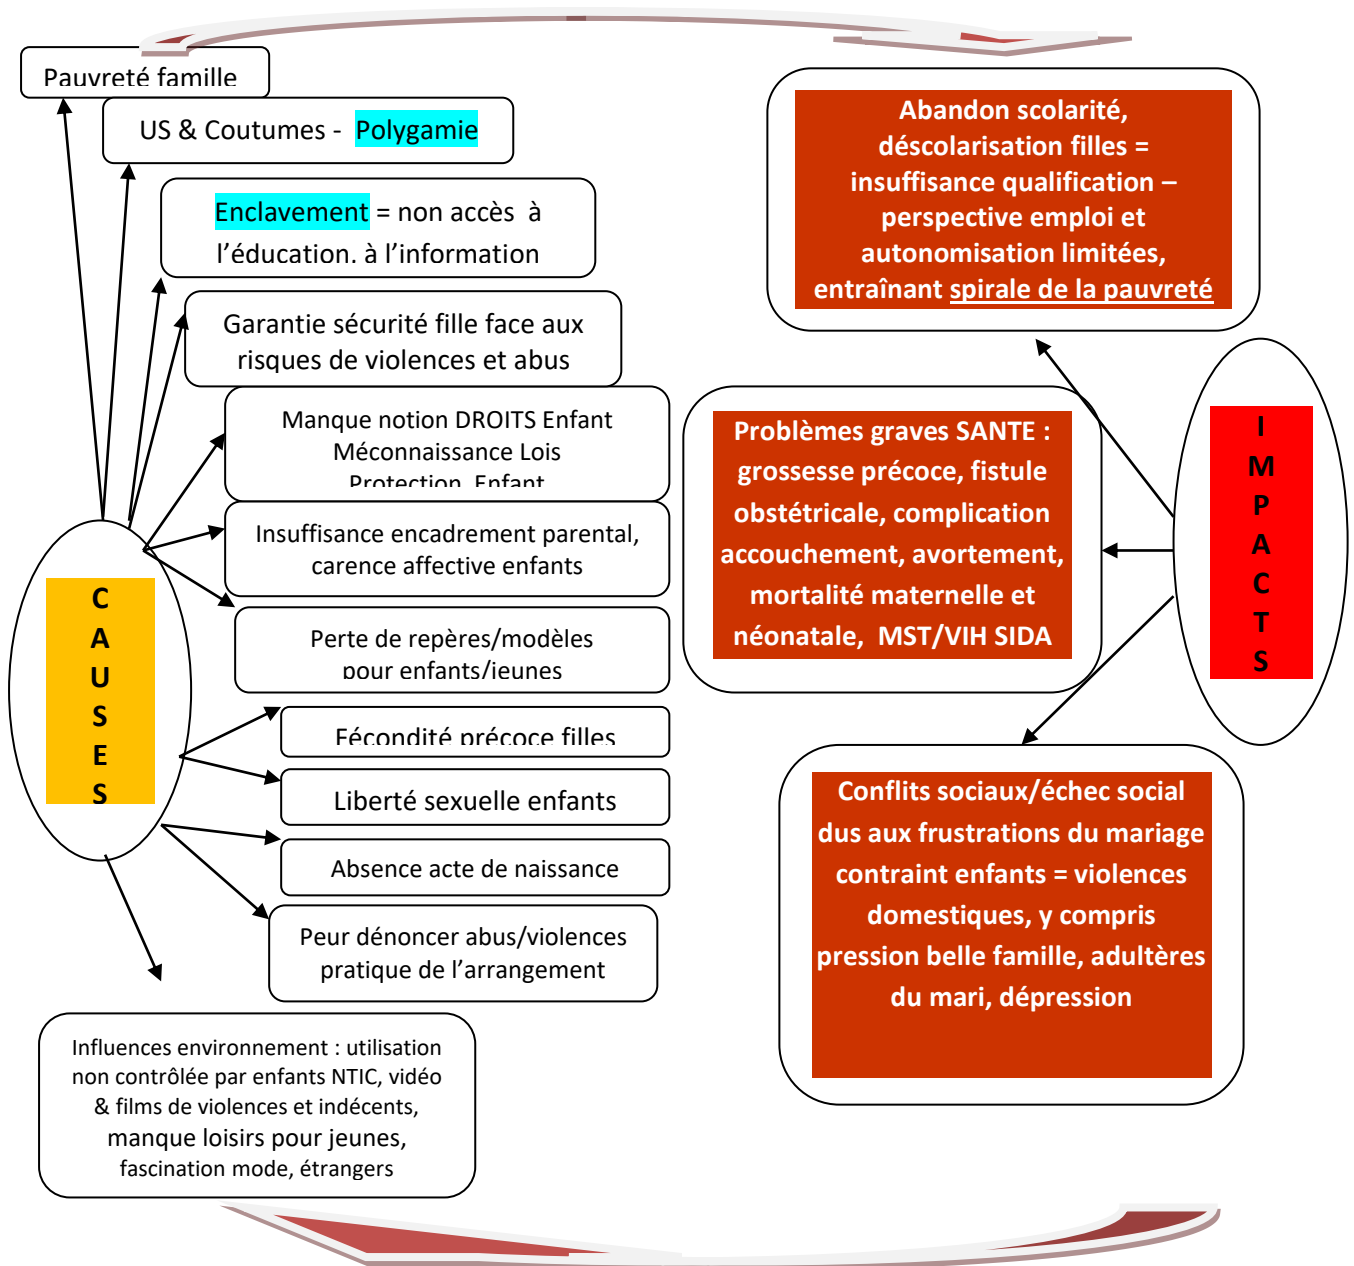 Pauvreté famille
US & Coutumes - Polygamie
Enclavement = non accès à
l’éducation. à l’information
Garantie sécurité fille face aux
risques de violences et abus
Manque notion DROITS Enfant
Méconnaissance Lois
Protection Enfant
Insuffisance encadrement parental,
carence affective enfants
Perte de repères/modèles
pour enfants/jeunes
Fécondité précoce filles
Liberté sexuelle enfants
Absence acte de naissance
Peur dénoncer abus/violences
pratique de l’arrangement
Influences environnement : utilisation
non contrôlée par enfants NTIC, vidéo
& films de violences et indécents,
manque loisirs pour jeunes,
fascination mode, étrangers
C
A
U
S
E
S
Abandon scolarité,
déscolarisation filles =
insuffisance qualification –
perspective emploi et
autonomisation limitées,
entraînant spirale de la pauvreté
Problèmes graves SANTE :
grossesse précoce, fistule
obstétricale, complication
accouchement, avortement,
mortalité maternelle et
néonatale, MST/VIH SIDA
Conflits sociaux/échec social
dus aux frustrations du mariage
contraint enfants = violences
domestiques, y compris
pression belle famille, adultères
du mari, dépression
I
M
P
A
C
T
S